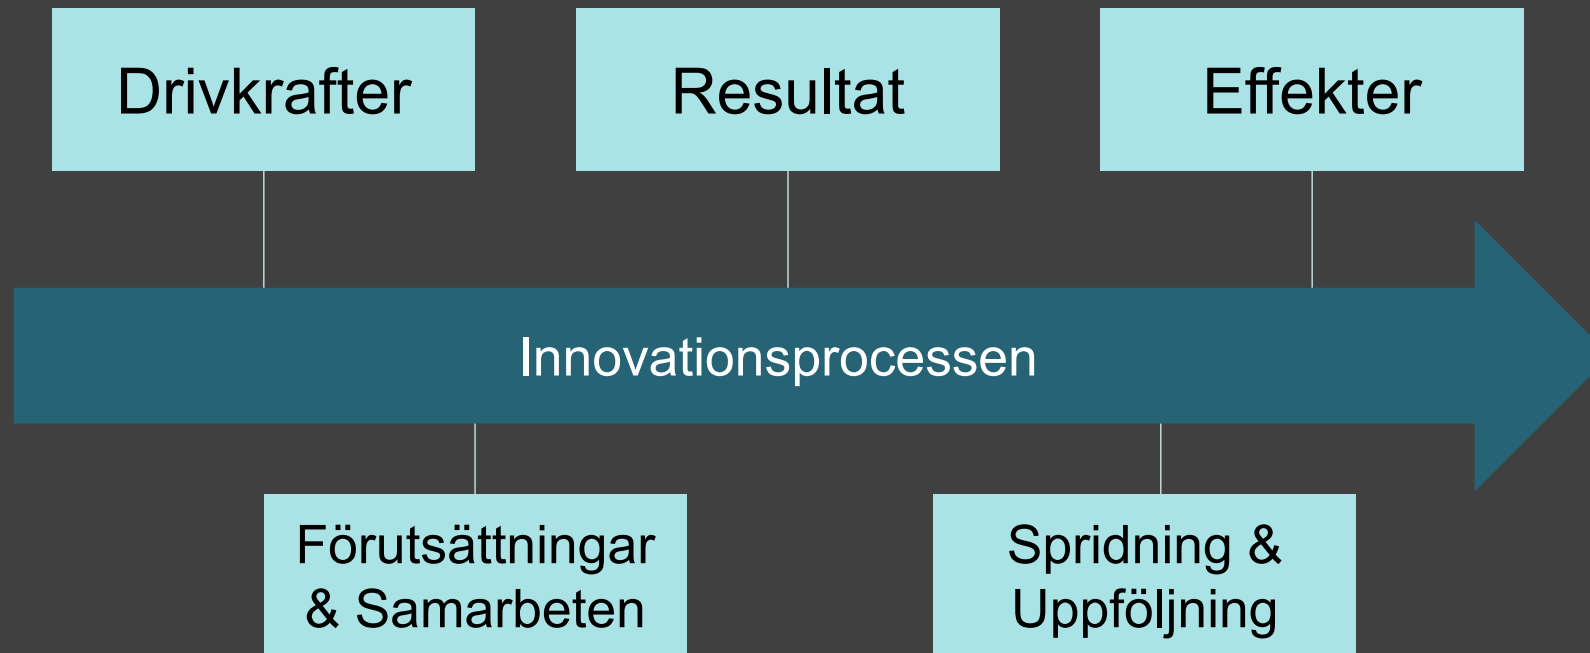 Drivkrafter
Resultat
Effekter
Innovationsprocessen
Förutsättningar
& Samarbeten
Spridning &
Uppföljning